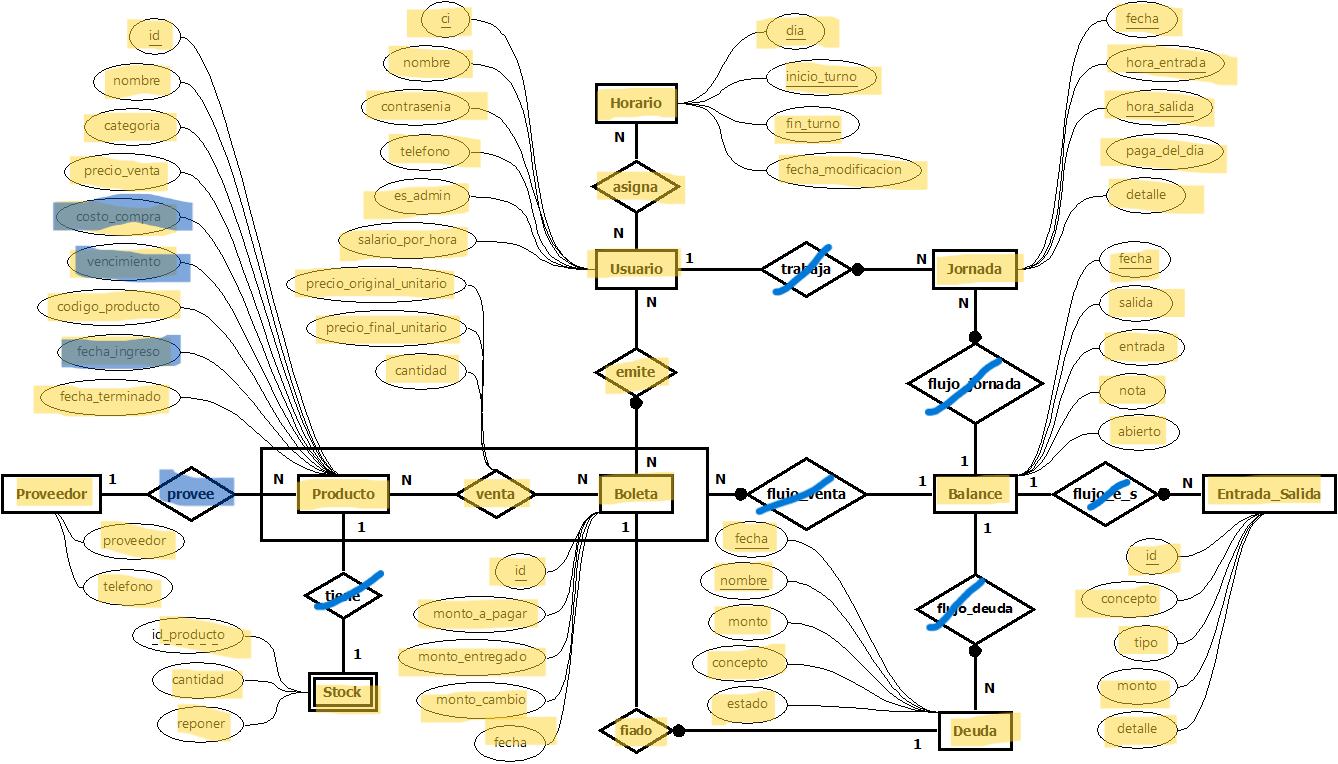 id
nombre
categoria
precio_venta
costo_compra
vencimiento
codigo_producto
fecha_ingreso
fecha_terminado
ci
nombre
contrasenia
telefono
es_admin
salario_por_hora
precio_original_unitario
precio_final_unitario
cantidad
Horario
dia
inicio_turno
fin_turno
fecha_modificacion
N
asigna
N
Usuario
1
trabaja
N
Jornada
fecha
hora_entrada
hora_salida
paga_del_dia
detalle
N
emite
N
N
flujo_jornada
1
fecha
salida
entrada
nota
abierto
Proveedor
1
provee
N
Producto
N
venta
N
Boleta
N
flujo_venta
1
Balance
1
flujo_e_s
N
Entrada_Salida
proveedor
telefono
1
tiene
1
Stock
id_producto
cantidad
reponer
1
id
monto_a_pagar
monto_entregado
monto_cambio
fecha
fiado
1
fecha
nombre
monto
concepto
estado
1
flujo_deuda
N
Deuda
id
concepto
tipo
monto
detalle